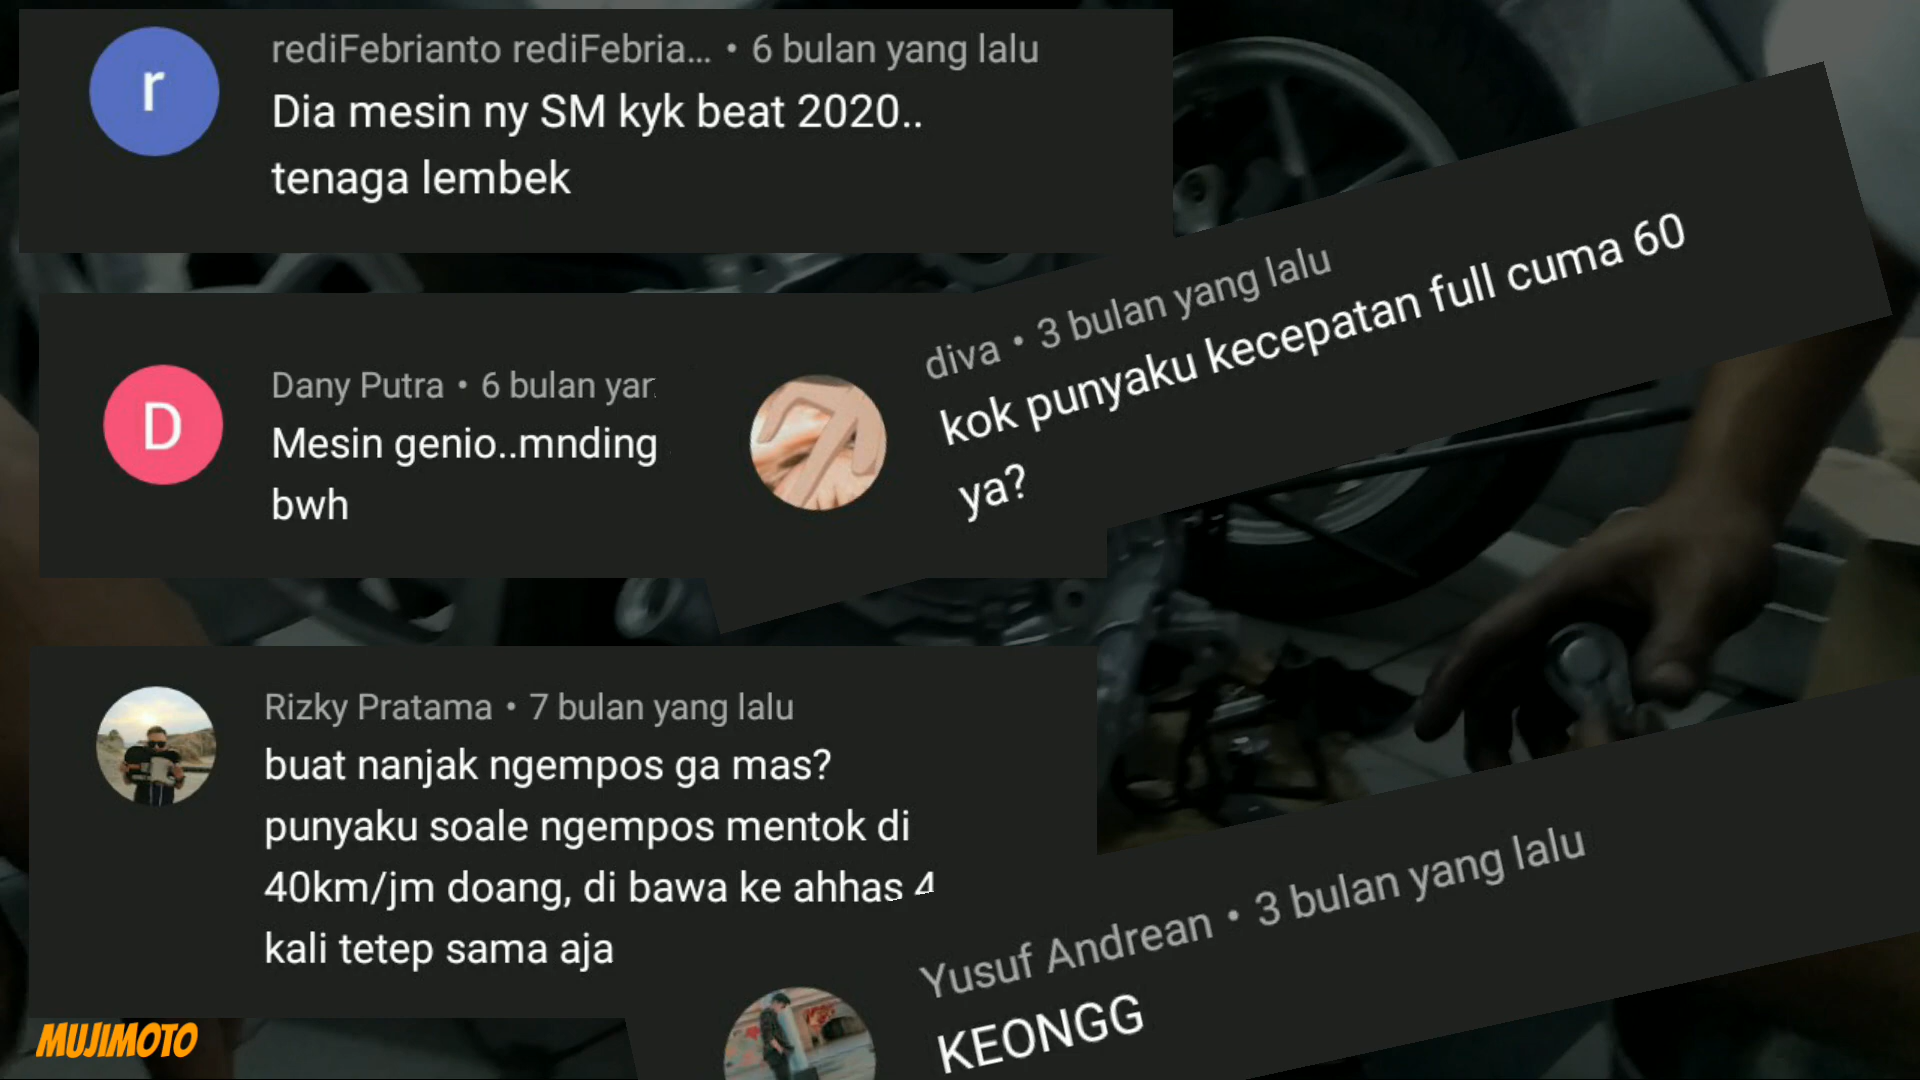 r
rediFebrianto rediFebria... • 6 bulan yang lalu
Dia mesin ny SM kyk beat 2020..
tenaga lembek
diva • 3 bulan yang lalu
kok punyaku kecepatan full cuma 60
ya?
D
Dany Putra • 6 bulan yan
Mesin genio..mnding
bwh
Rizky Pratama • 7 bulan yang lalu
buat nanjak ngempos ga mas?
punyaku soale ngempos mentok di
40km/jm doang, di bawa ke ahhas 4
kali tetep sama aja
Yusuf Andrean • 3 bulan yang lalu
KEONGG
MUJIMOTO